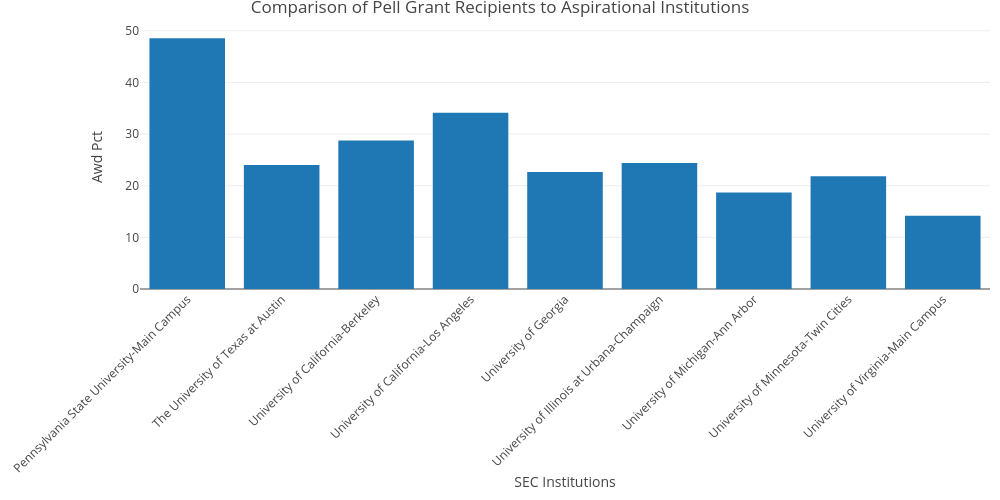 Comparison of Pell Grant Recipients to Aspirational Institutions
50
40
30
20
10
0
Awd Pct
Pennsylvania State University-Main Campus
The University of Texas at Austin
University of California-Berkeley
University of California-Los Angeles
University of Georgia
University of Illinois at Urbana-Champaign
University of Michigan-Ann Arbor
University of Minnesota-Twin Cities
University of Virginia-Main Campus
SEC Institutions